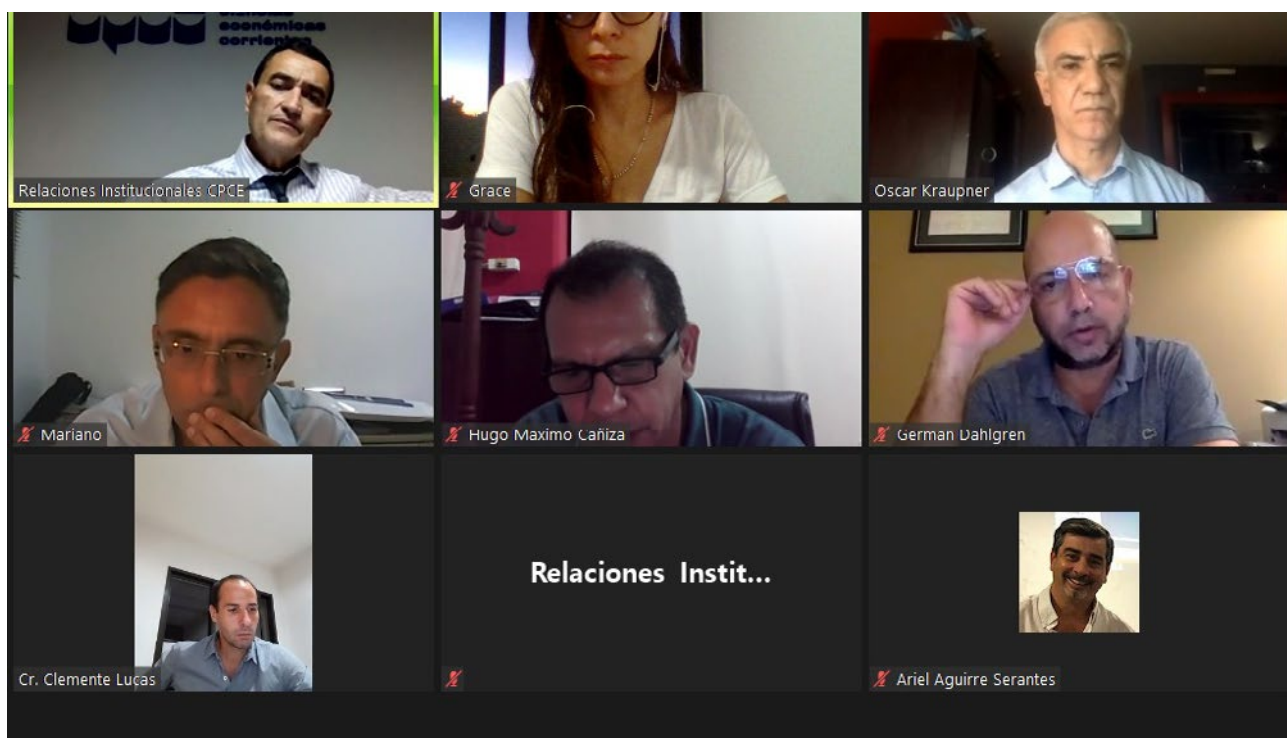 económicas
corrientes
Relaciones Institucionales CPCE
Grace
Oscar Kraupner
Mariano
Hugo Maximo Cañiza
German Dahlgren
Cr. Clemente Lucas
Relaciones Instit...
Ariel Aguirre Serantes